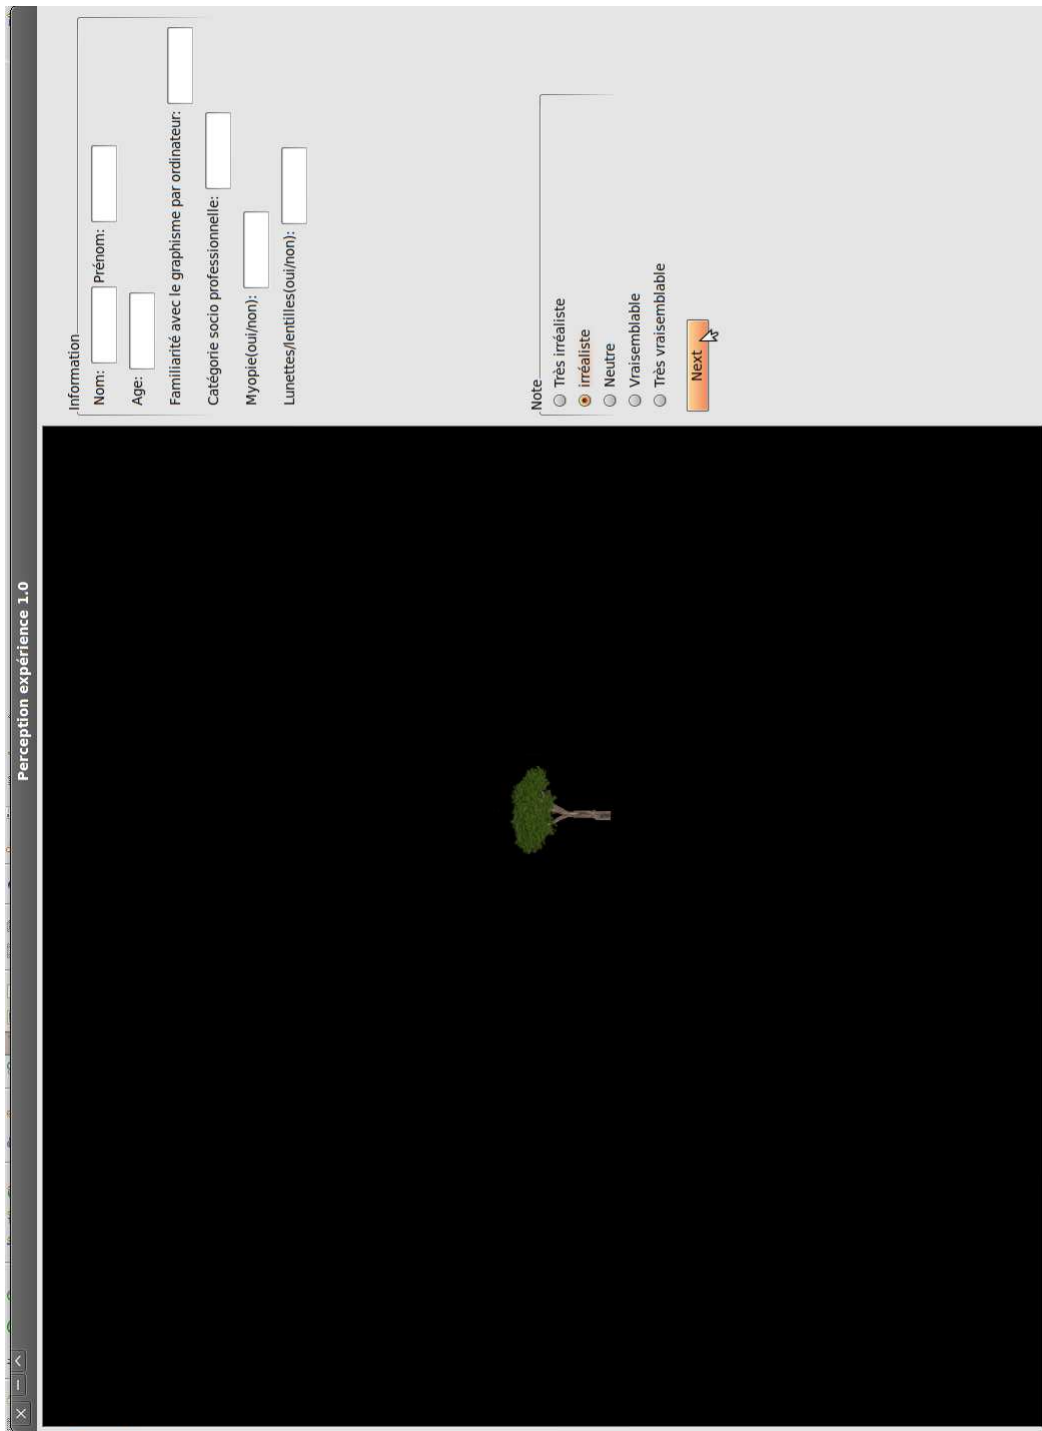 Perception expérience 1.0
Information
Nom: Prénom:
Age:
Familiarité avec le graphisme par ordinateur:
Catégorie socio professionnelle:
Myopie(oui/non):
Lunettes/lentilles(oui/non):
Note
Très irréaliste
irréaliste
Neutre
Vraisemblable
Très vraisemblable
Next